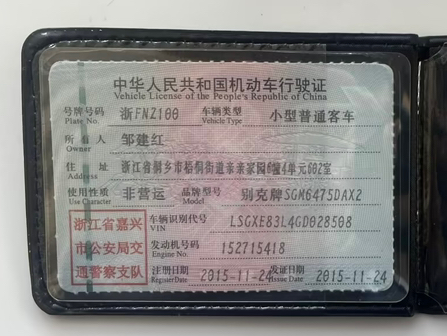 中华人民共和国机动车行驶证
Vehicle License of the People's Republic of China
号牌号码 浙FNZ100 车辆类型 小型普通客车
Plate No. Vehicle Type
所有人 邹建红
Owner
住址 浙江省桐乡市梧桐街道亲亲家园6幢4单元602室
Address
使用性质 非营运 品牌型号 别克牌SGM6475DAX2
Use Character Model
浙江省嘉兴 车辆识别代号 LSGXE83L4GD028508
VIN
市公安局交 发动机号码 152715418
Engine No.
通警察支队 注册日期 2015-11-24 发证日期 2015-11-24
Register Date Issue Date